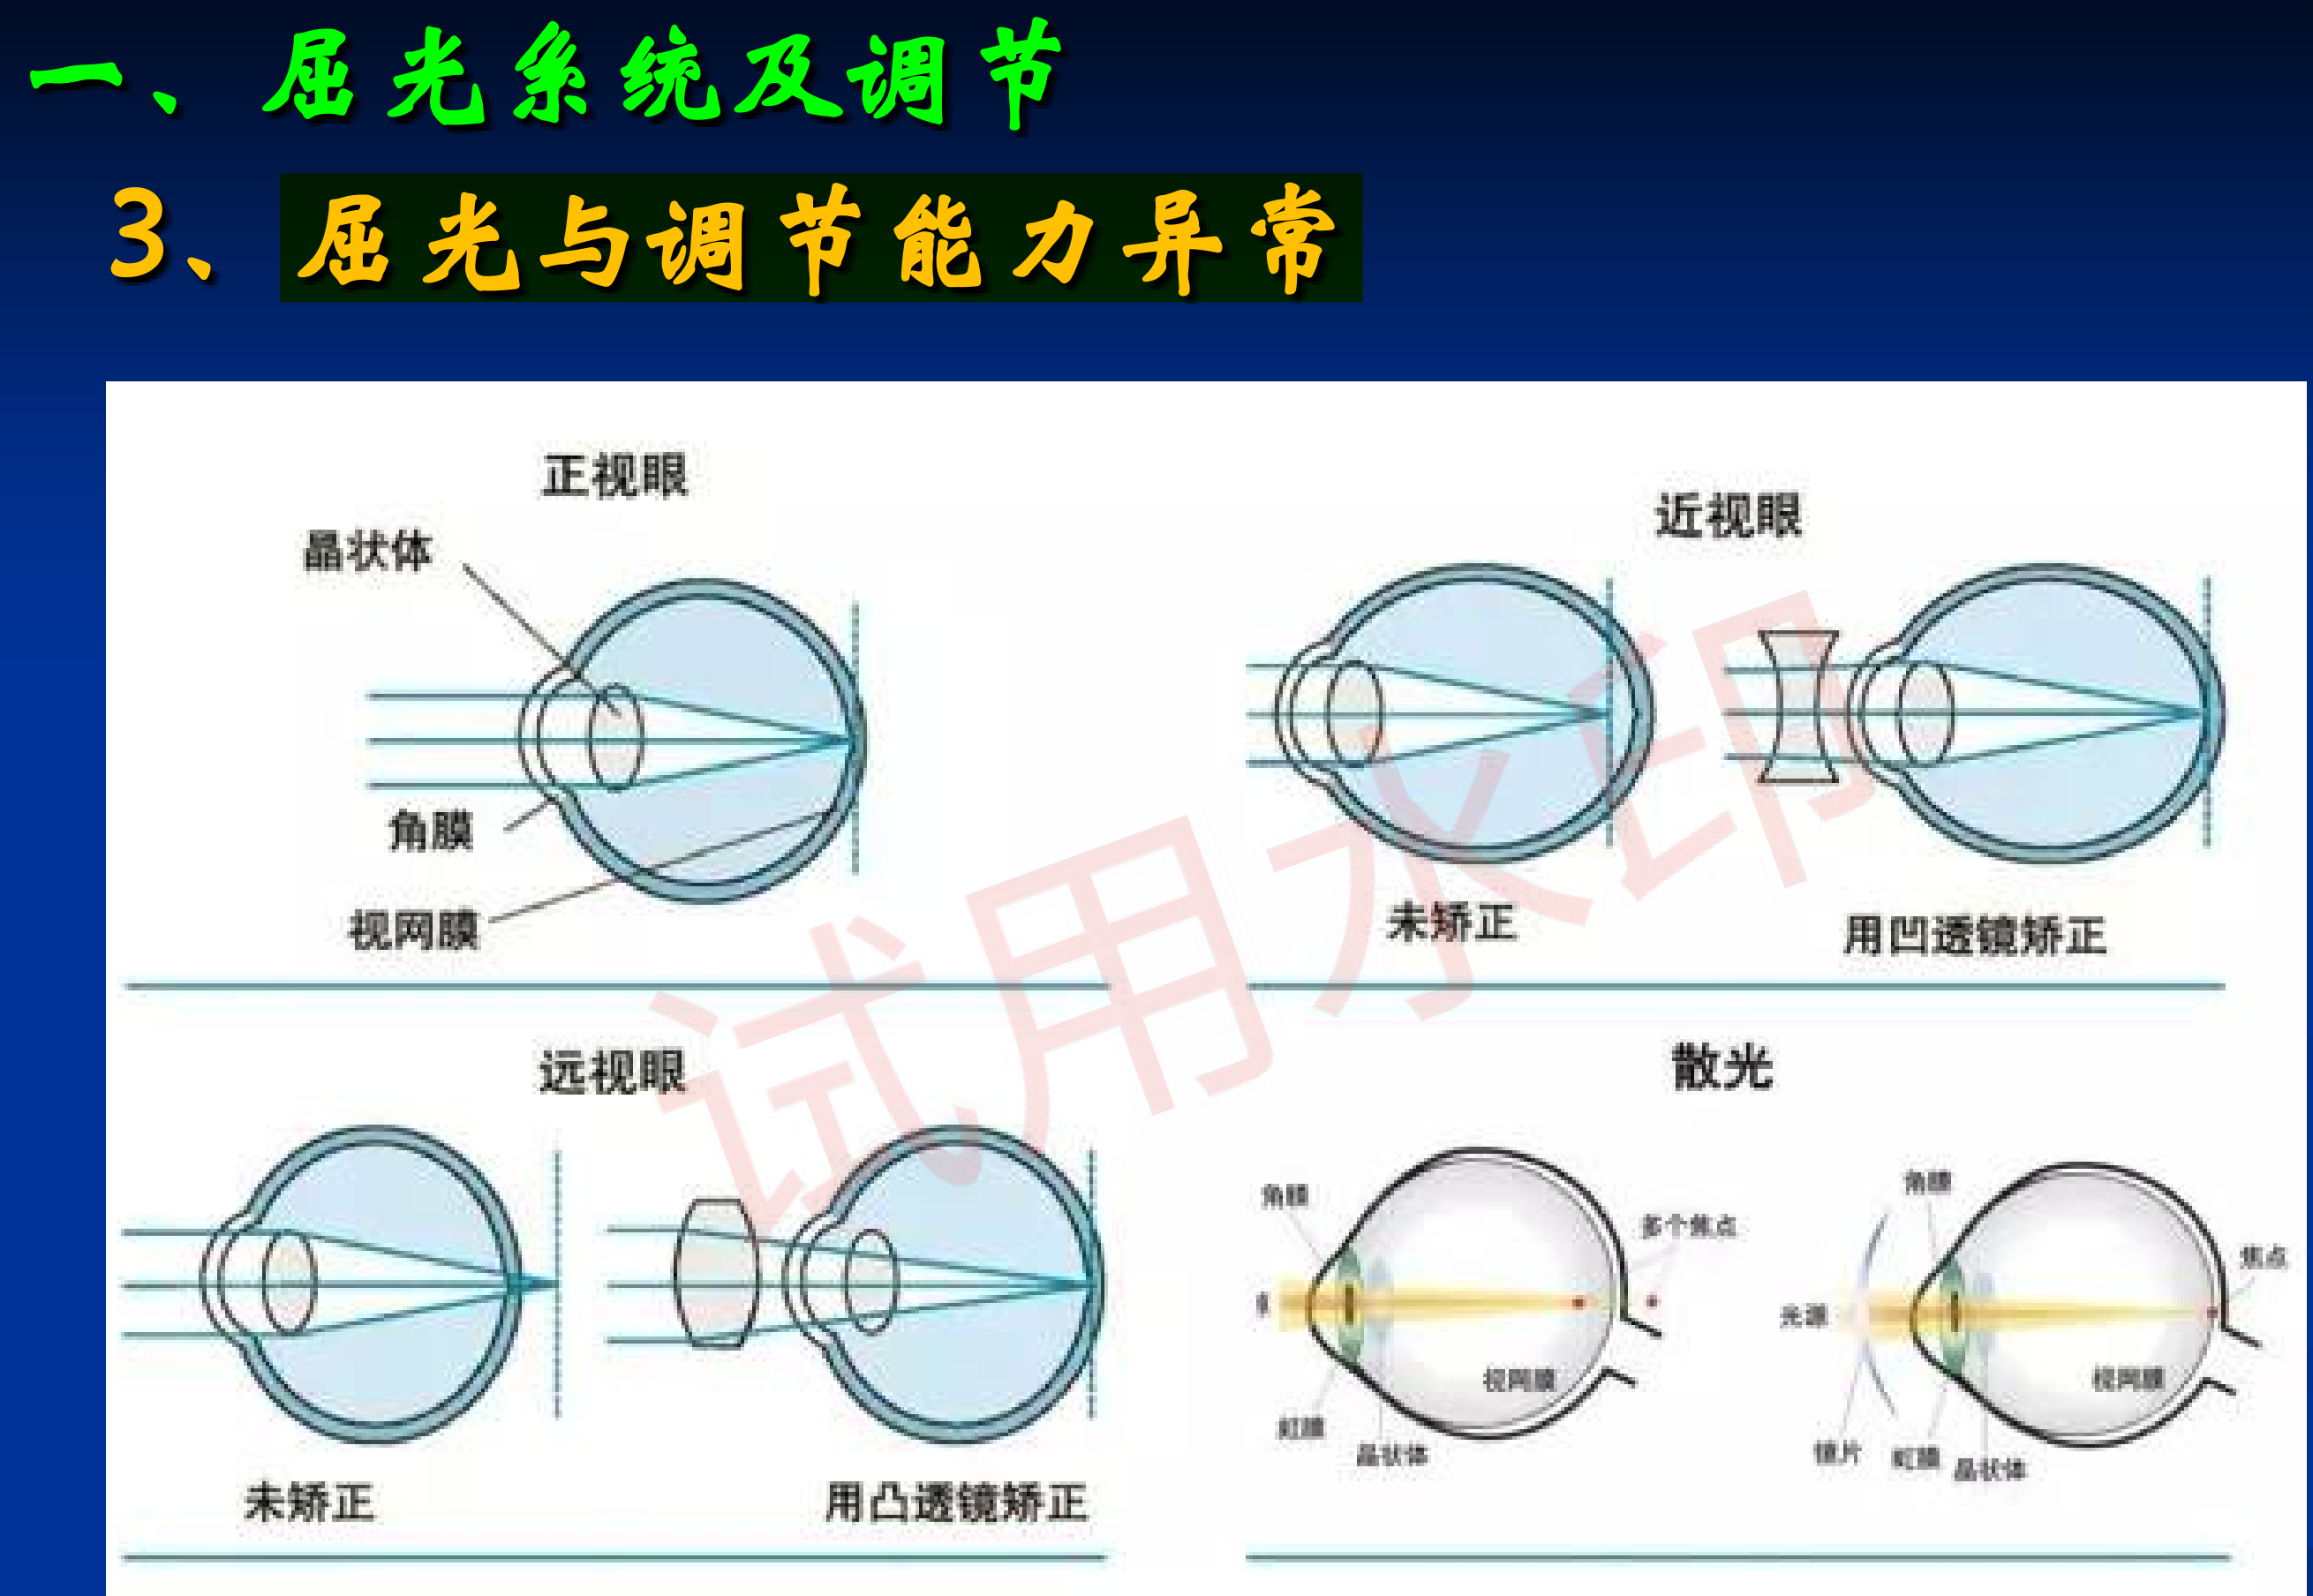 一、屈光系统及调节
3、屈光与调节能力异常
正视眼
晶状体
角膜
视网膜
近视眼
未矫正
用凹透镜矫正
远视眼
未矫正
用凸透镜矫正
散光
角膜
多个焦点
视网膜
虹膜
晶状体
角膜
焦点
光源
视网膜
镜片
虹膜
晶状体
试用水印